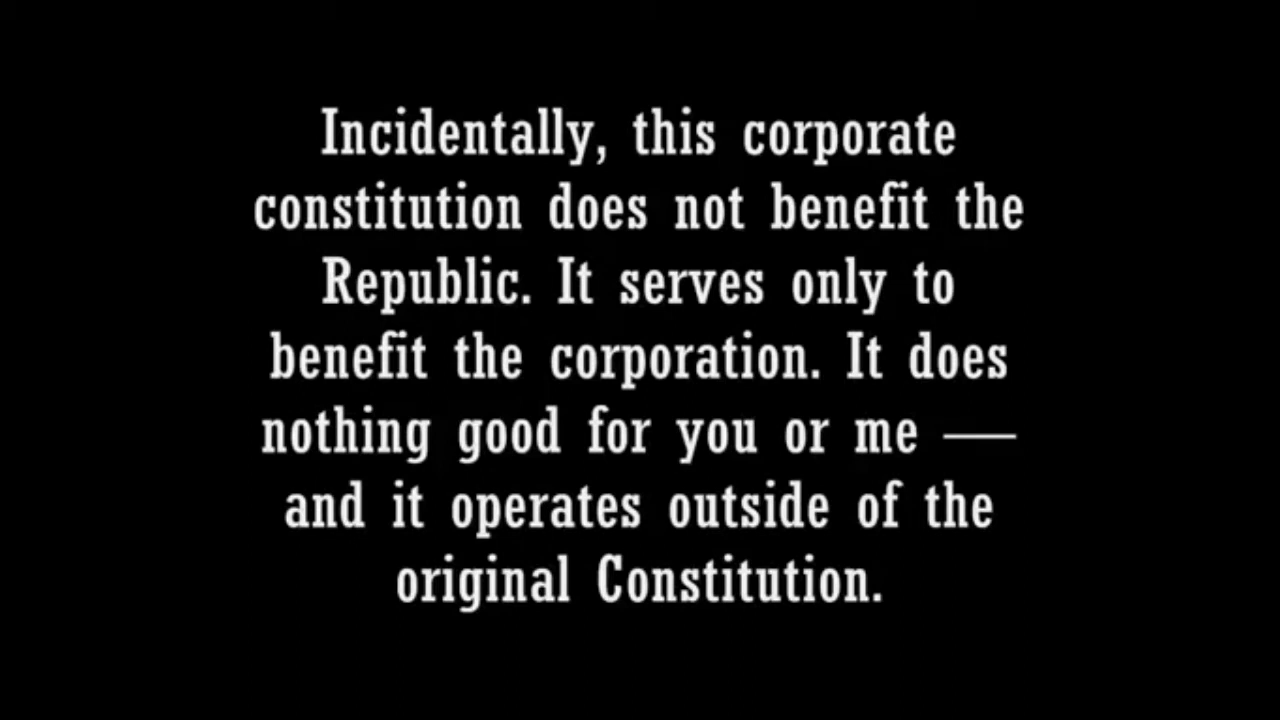 Incidentally, this corporate
constitution does not benefit the
Republic. It serves only to
benefit the corporation. It does
nothing good for you or me —
and it operates outside of the
original Constitution.